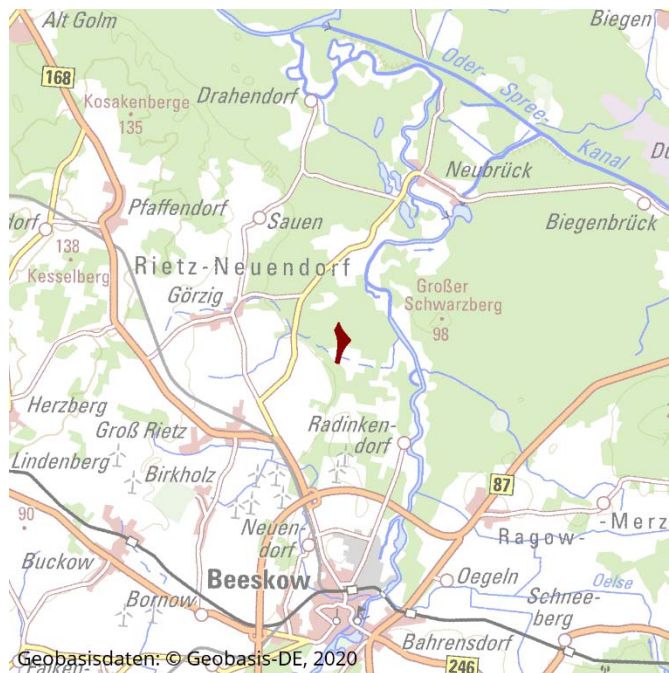 Alt Golm
Biegen
Oder-
Spree-
Kanal
168
Kosakenberge
135
Drahendorf
Neubrück
Pfaffendorf
Sauen
Biegenbrück
dorf
138
Kesselberg
Rietz-Neuendorf
Großer
Schwarzberg
98
Görzig
Herzberg
Radinken-
dorf
Groß Rietz
Lindenberg
Birkholz
87
90
Neuen-
dorf
Ragow-
-Merz
Buckow
Beeskow
Oegeln
Oelse
Bornow
Schnee-
berg
Bahrensdorf
Geobasisdaten: © Geobasis-DE, 2020
246